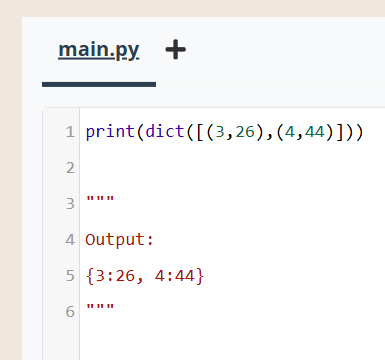 main.py +
1 print(dict([(3,26),(4,44)]))
2
3 """
4 Output:
5 {3:26, 4:44}
6 """